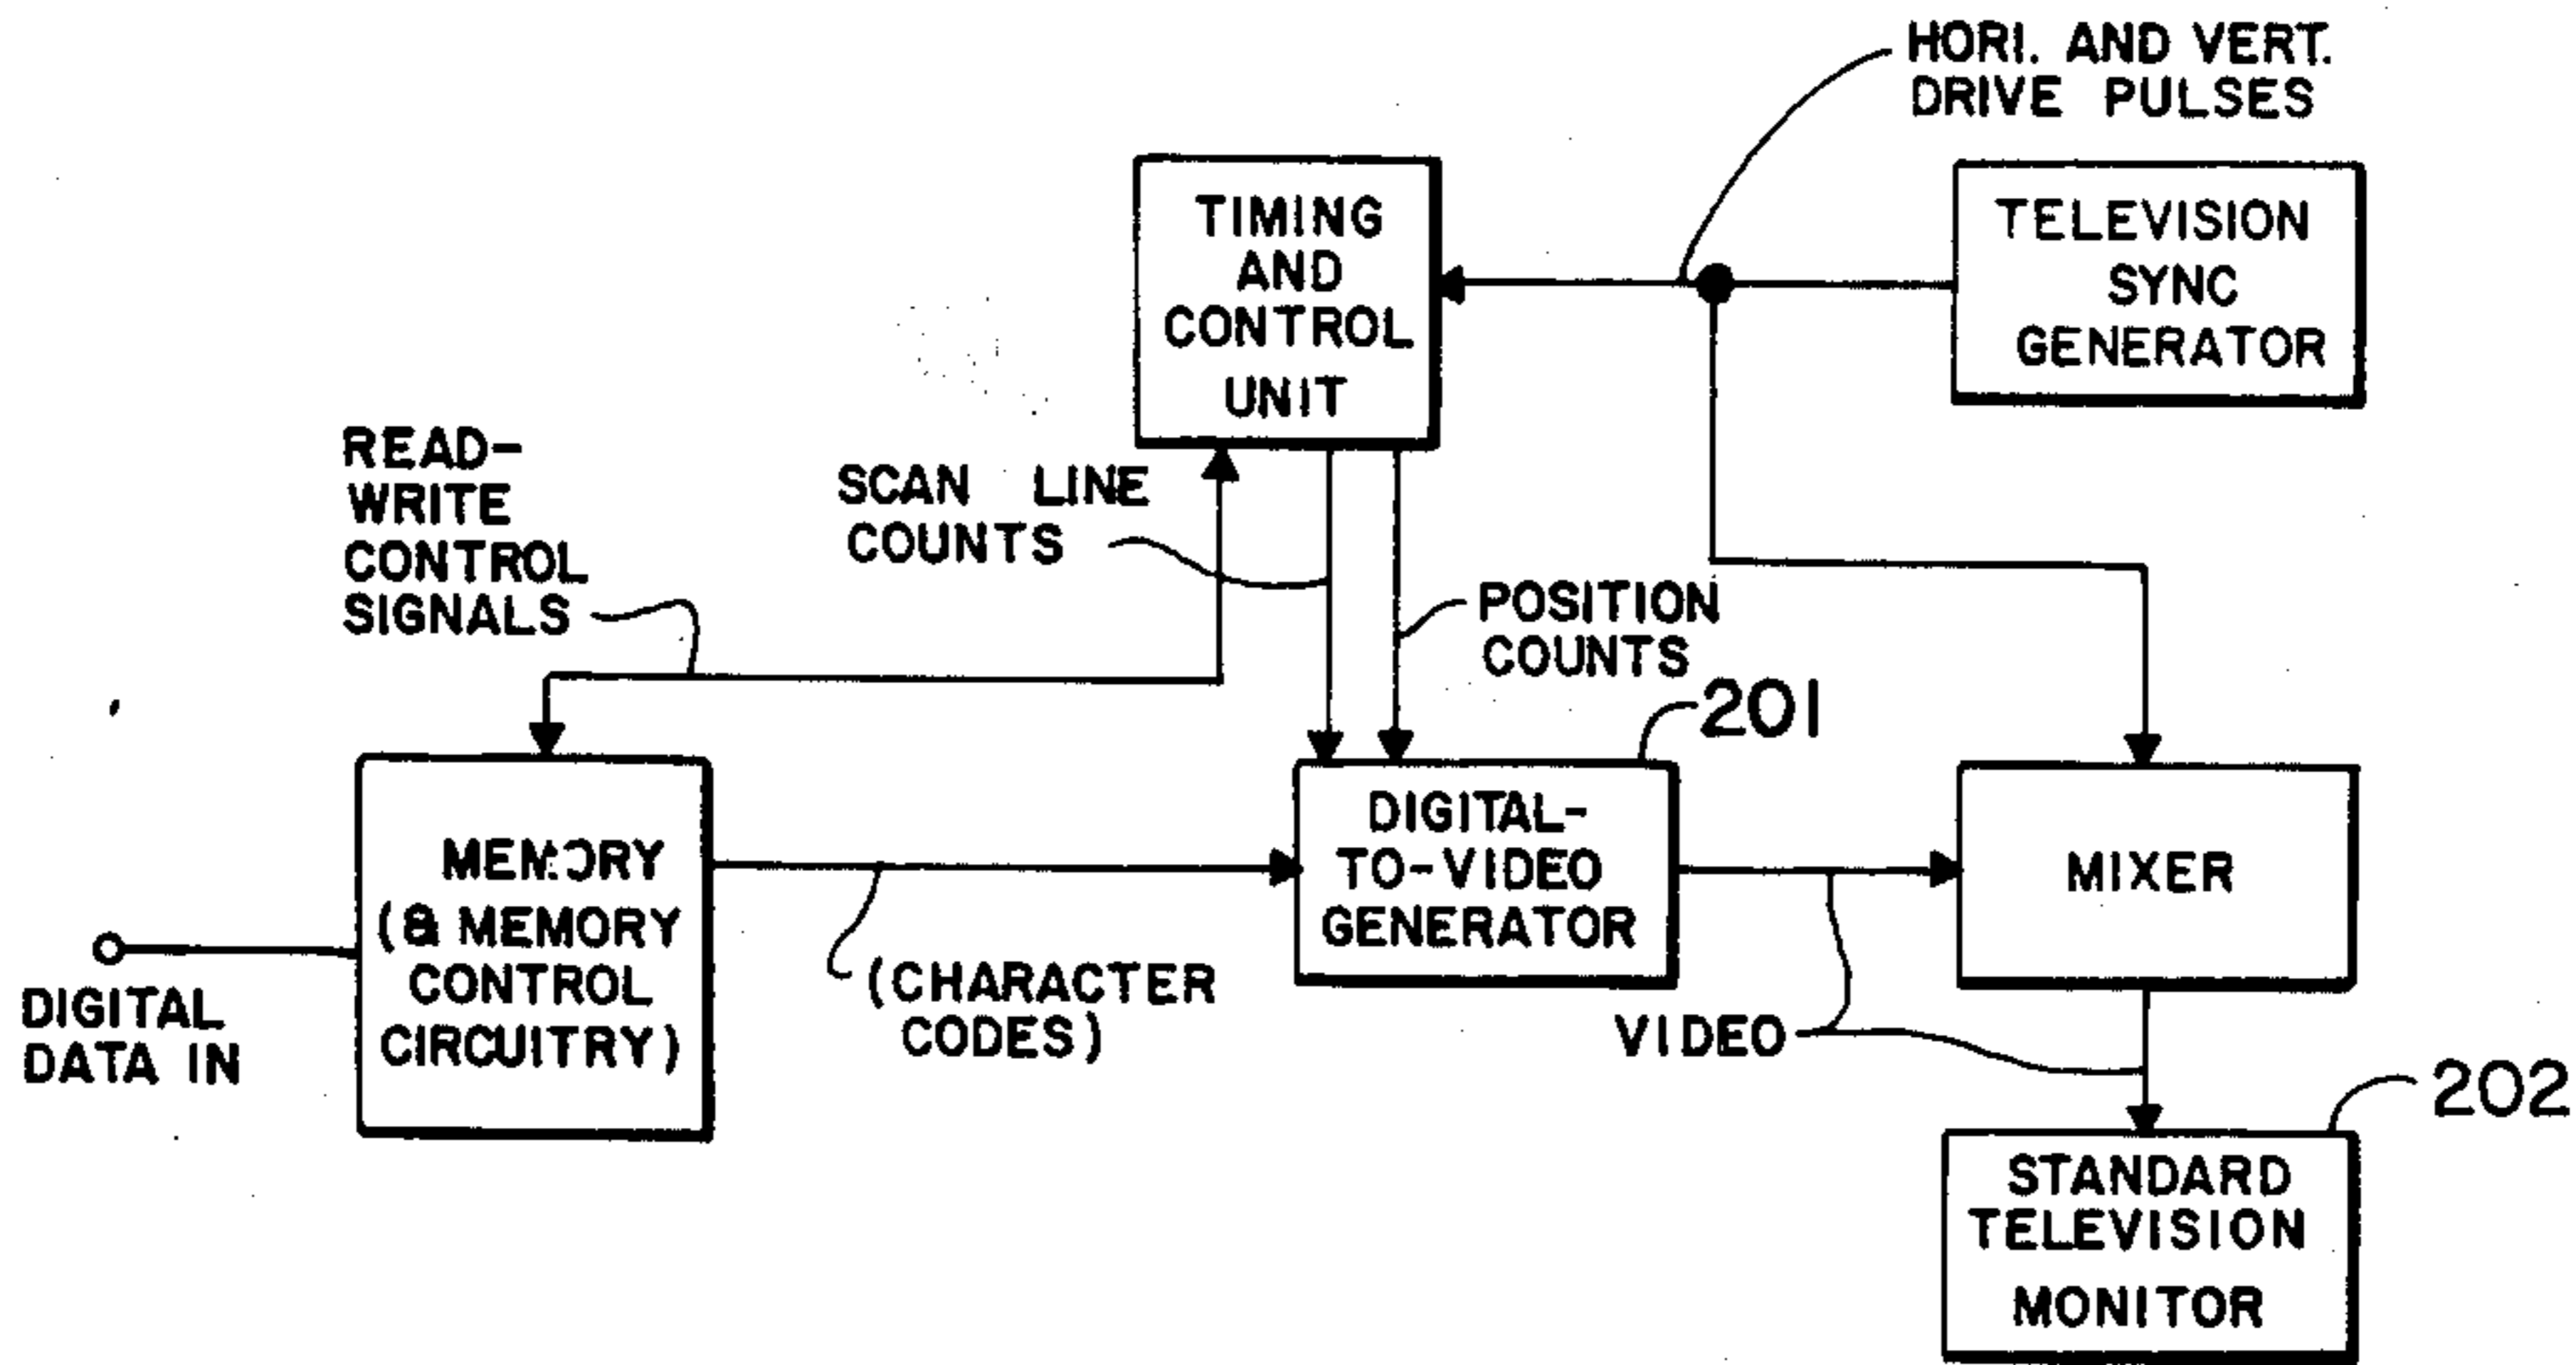 HORI. AND VERT.
DRIVE PULSES
TIMING
AND
CONTROL
UNIT
TELEVISION
SYNC
GENERATOR
READ-
WRITE
CONTROL
SIGNALS
SCAN LINE
COUNTS
POSITION
COUNTS
201
MEMORY
(& MEMORY
CONTROL
CIRCUITRY)
DIGITAL-
TO-VIDEO
GENERATOR
MIXER
DIGITAL
DATA IN
(CHARACTER
CODES)
VIDEO
202
STANDARD
TELEVISION
MONITOR